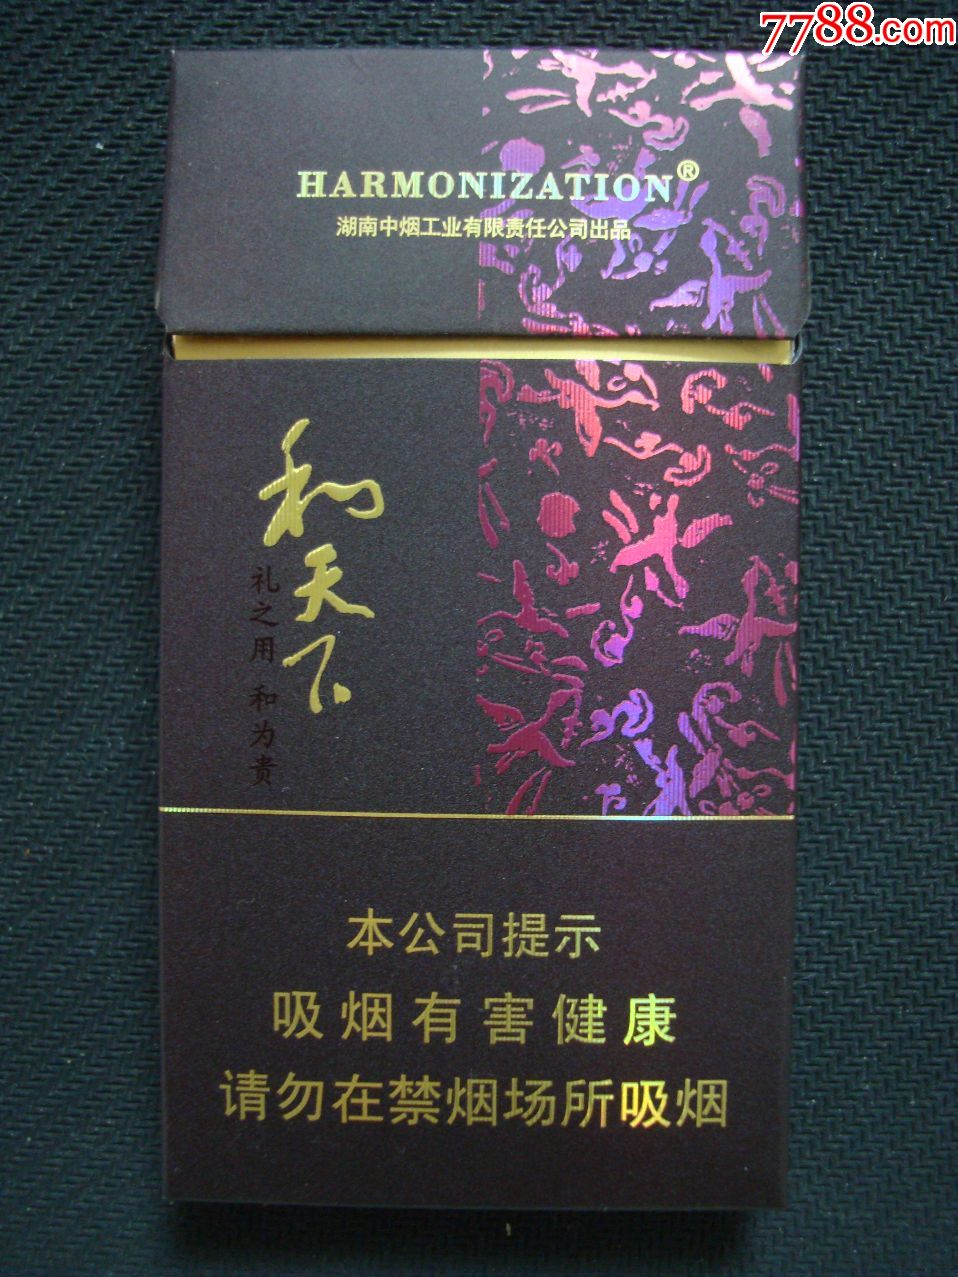 7788.com
HARMONIZATION®
湖南中烟工业有限责任公司出品
和天下
礼之用 和为贵
本公司提示
吸烟有害健康
请勿在禁烟场所吸烟